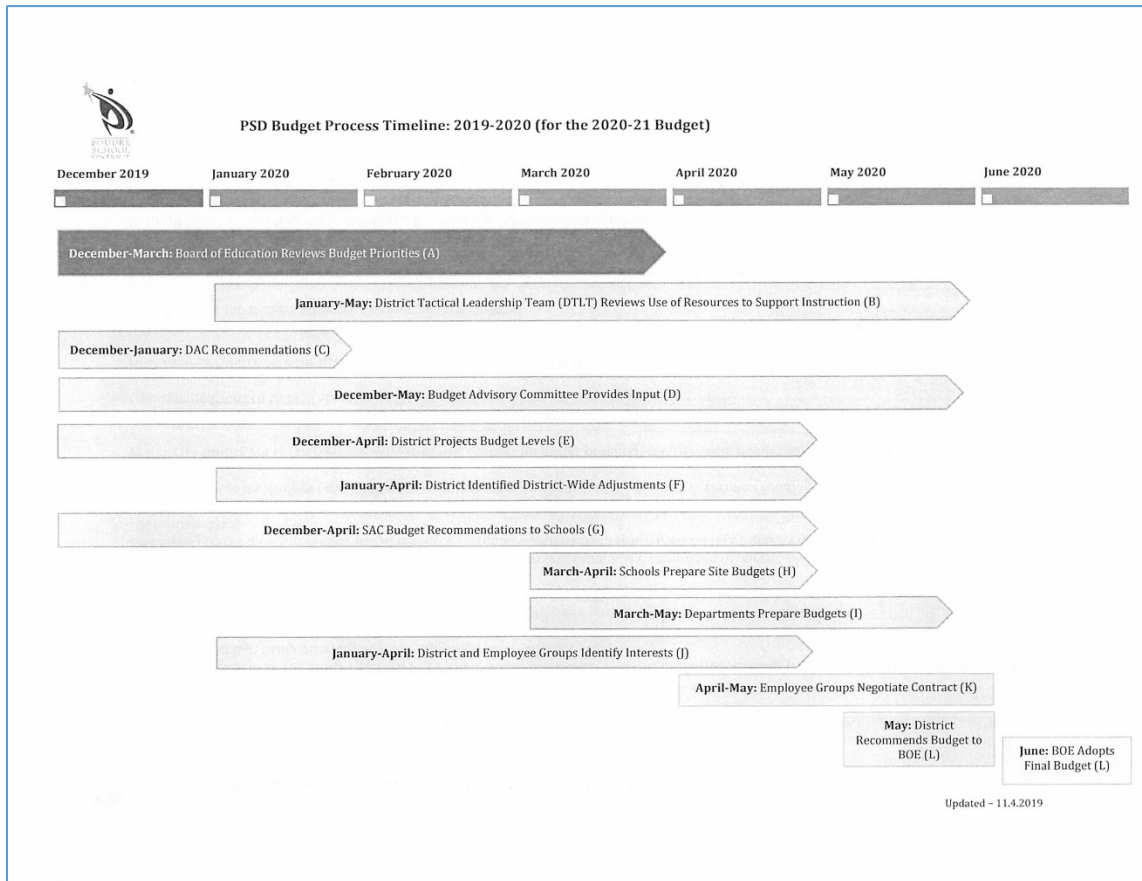 POUDRE
SCHOOL
DISTRICT
PSD Budget Process Timeline: 2019-2020 (for the 2020-21 Budget)
December 2019 January 2020 February 2020 March 2020 April 2020 May 2020 June 2020
December-March: Board of Education Reviews Budget Priorities (A)
January-May: District Tactical Leadership Team (DTLT) Reviews Use of Resources to Support Instruction (B)
December-January: DAC Recommendations (C)
December-May: Budget Advisory Committee Provides Input (D)
December-April: District Projects Budget Levels (E)
January-April: District Identified District-Wide Adjustments (F)
December-April: SAC Budget Recommendations to Schools (G)
March-April: Schools Prepare Site Budgets (H)
March-May: Departments Prepare Budgets (I)
January-April: District and Employee Groups Identify Interests (J)
April-May: Employee Groups Negotiate Contract (K)
May: District
Recommends Budget to
BOE (L)
June: BOE Adopts
Final Budget (L)
Updated – 11.4.2019